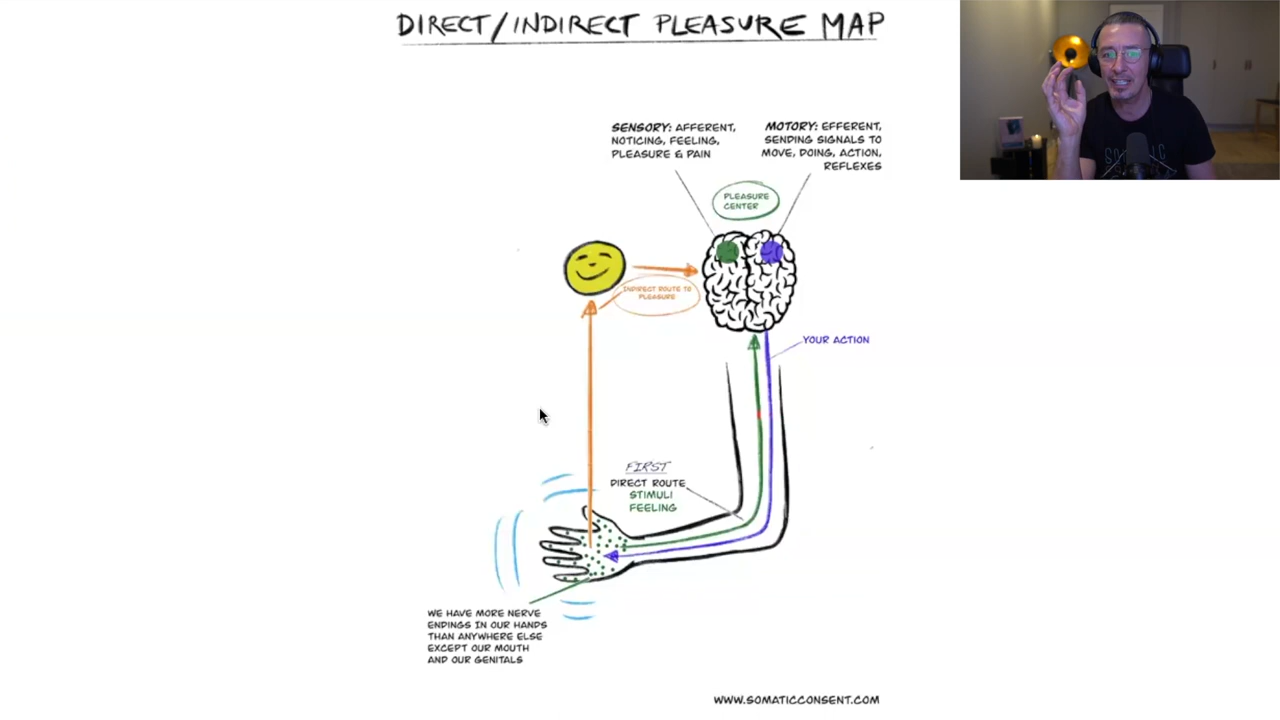 DIRECT/INDIRECT PLEASURE MAP
SENSORY: AFFERENT,
NOTICING, FEELING,
PLEASURE & PAIN
MOTORY: EFFERENT,
SENDING SIGNALS TO
MOVE, DOING, ACTION,
REFLEXES
PLEASURE
CENTER
INDIRECT ROUTE TO
PLEASURE
YOUR ACTION
FIRST
DIRECT ROUTE
STIMULI
FEELING
WE HAVE MORE NERVE
ENDINGS IN OUR HANDS
THAN ANYWHERE ELSE
EXCEPT OUR MOUTH
AND OUR GENITALS
WWW.SOMATICCONSENT.COM